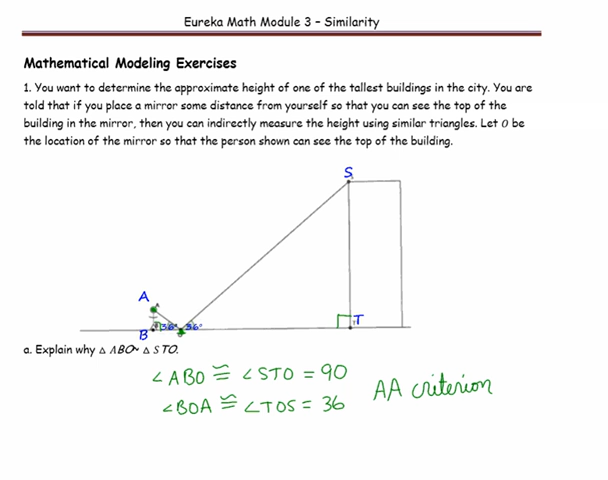 Eureka Math Module 3 – Similarity
Mathematical Modeling Exercises
1. You want to determine the approximate height of one of the tallest buildings in the city. You are
told that if you place a mirror some distance from yourself so that you can see the top of the
building in the mirror, then you can indirectly measure the height using similar triangles. Let O be
the location of the mirror so that the person shown can see the top of the building.
S
A
36° 36°
B
T
a. Explain why △ ABO~ △ STO.
∠ABO ≅ ∠STO = 90
∠BOA ≅ ∠TOS = 36
AA criterion